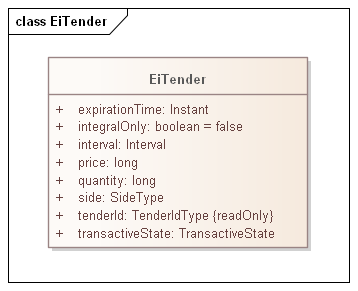 class EiTender
EiTender
+ expirationTime: Instant
+ integralOnly: boolean = false
+ interval: Interval
+ price: long
+ quantity: long
+ side: SideType
+ tenderId: TenderIdType {readOnly}
+ transactiveState: TransactiveState